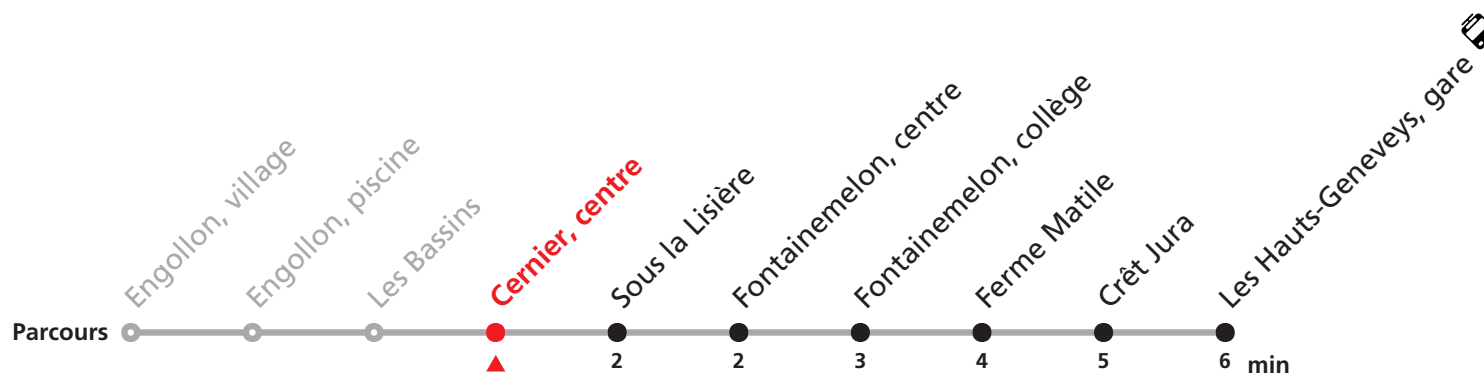 Engollon, village
Engollon, piscine
Les Bassins
Cernier, centre
Sous la Lisière
Fontainemelon, centre
Fontainemelon, collège
Ferme Matile
Crêt Jura
Les Hauts-Geneveys, gare
Parcours
2 2 3 4 5 6 min